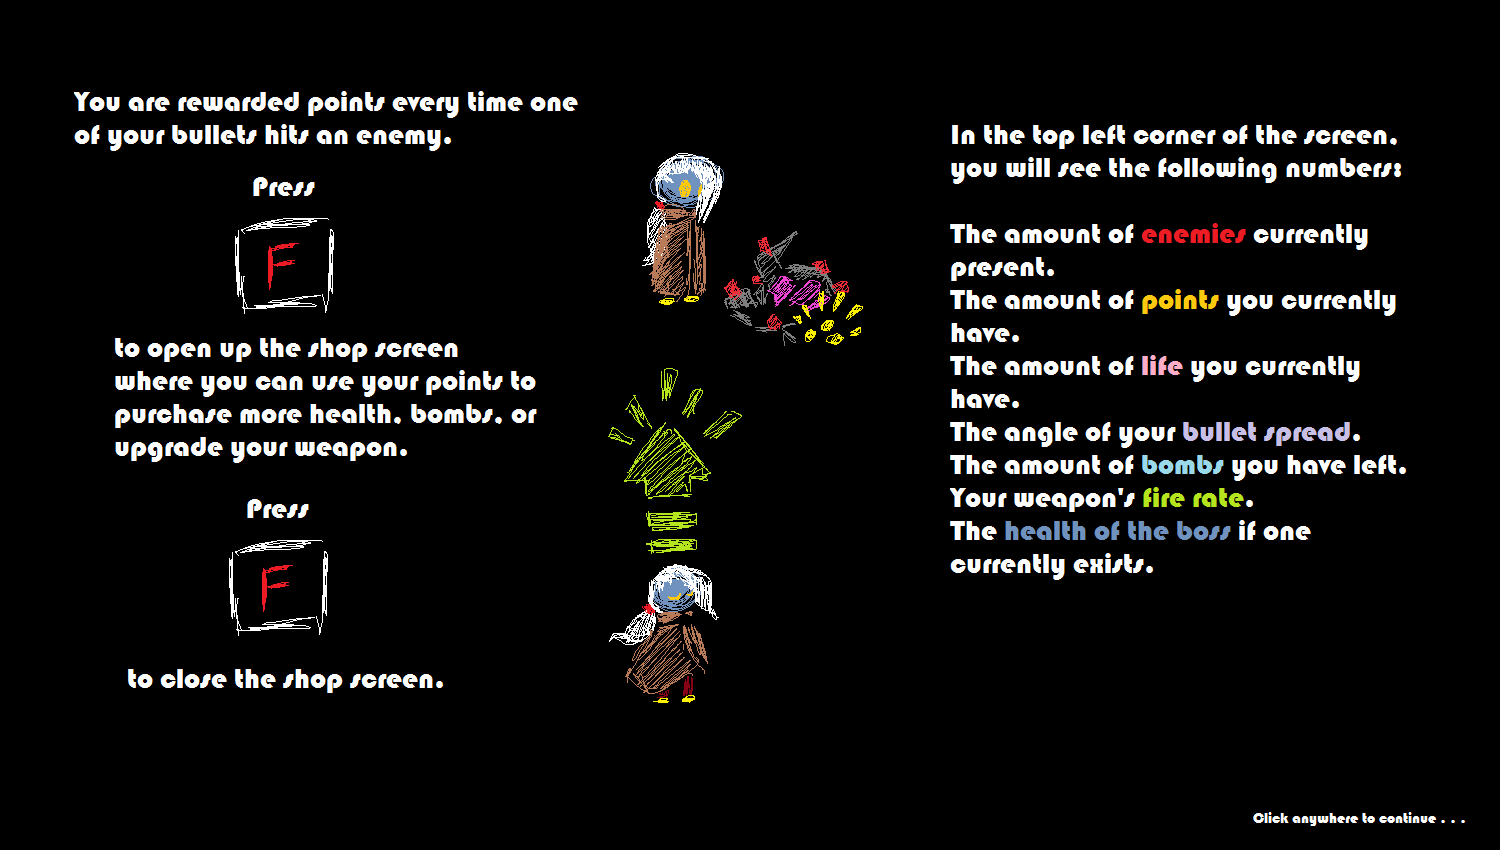 You are rewarded points every time one
of your bullets hits an enemy.
Press
F
to open up the shop screen
where you can use your points to
purchase more health, bombs, or
upgrade your weapon.
Press
F
to close the shop screen.
In the top left corner of the screen,
you will see the following numbers:
The amount of enemies currently
present.
The amount of points you currently
have.
The amount of life you currently
have.
The angle of your bullet spread.
The amount of bombs you have left.
Your weapon's fire rate.
The health of the boss if one
currently exists.
Click anywhere to continue . . .